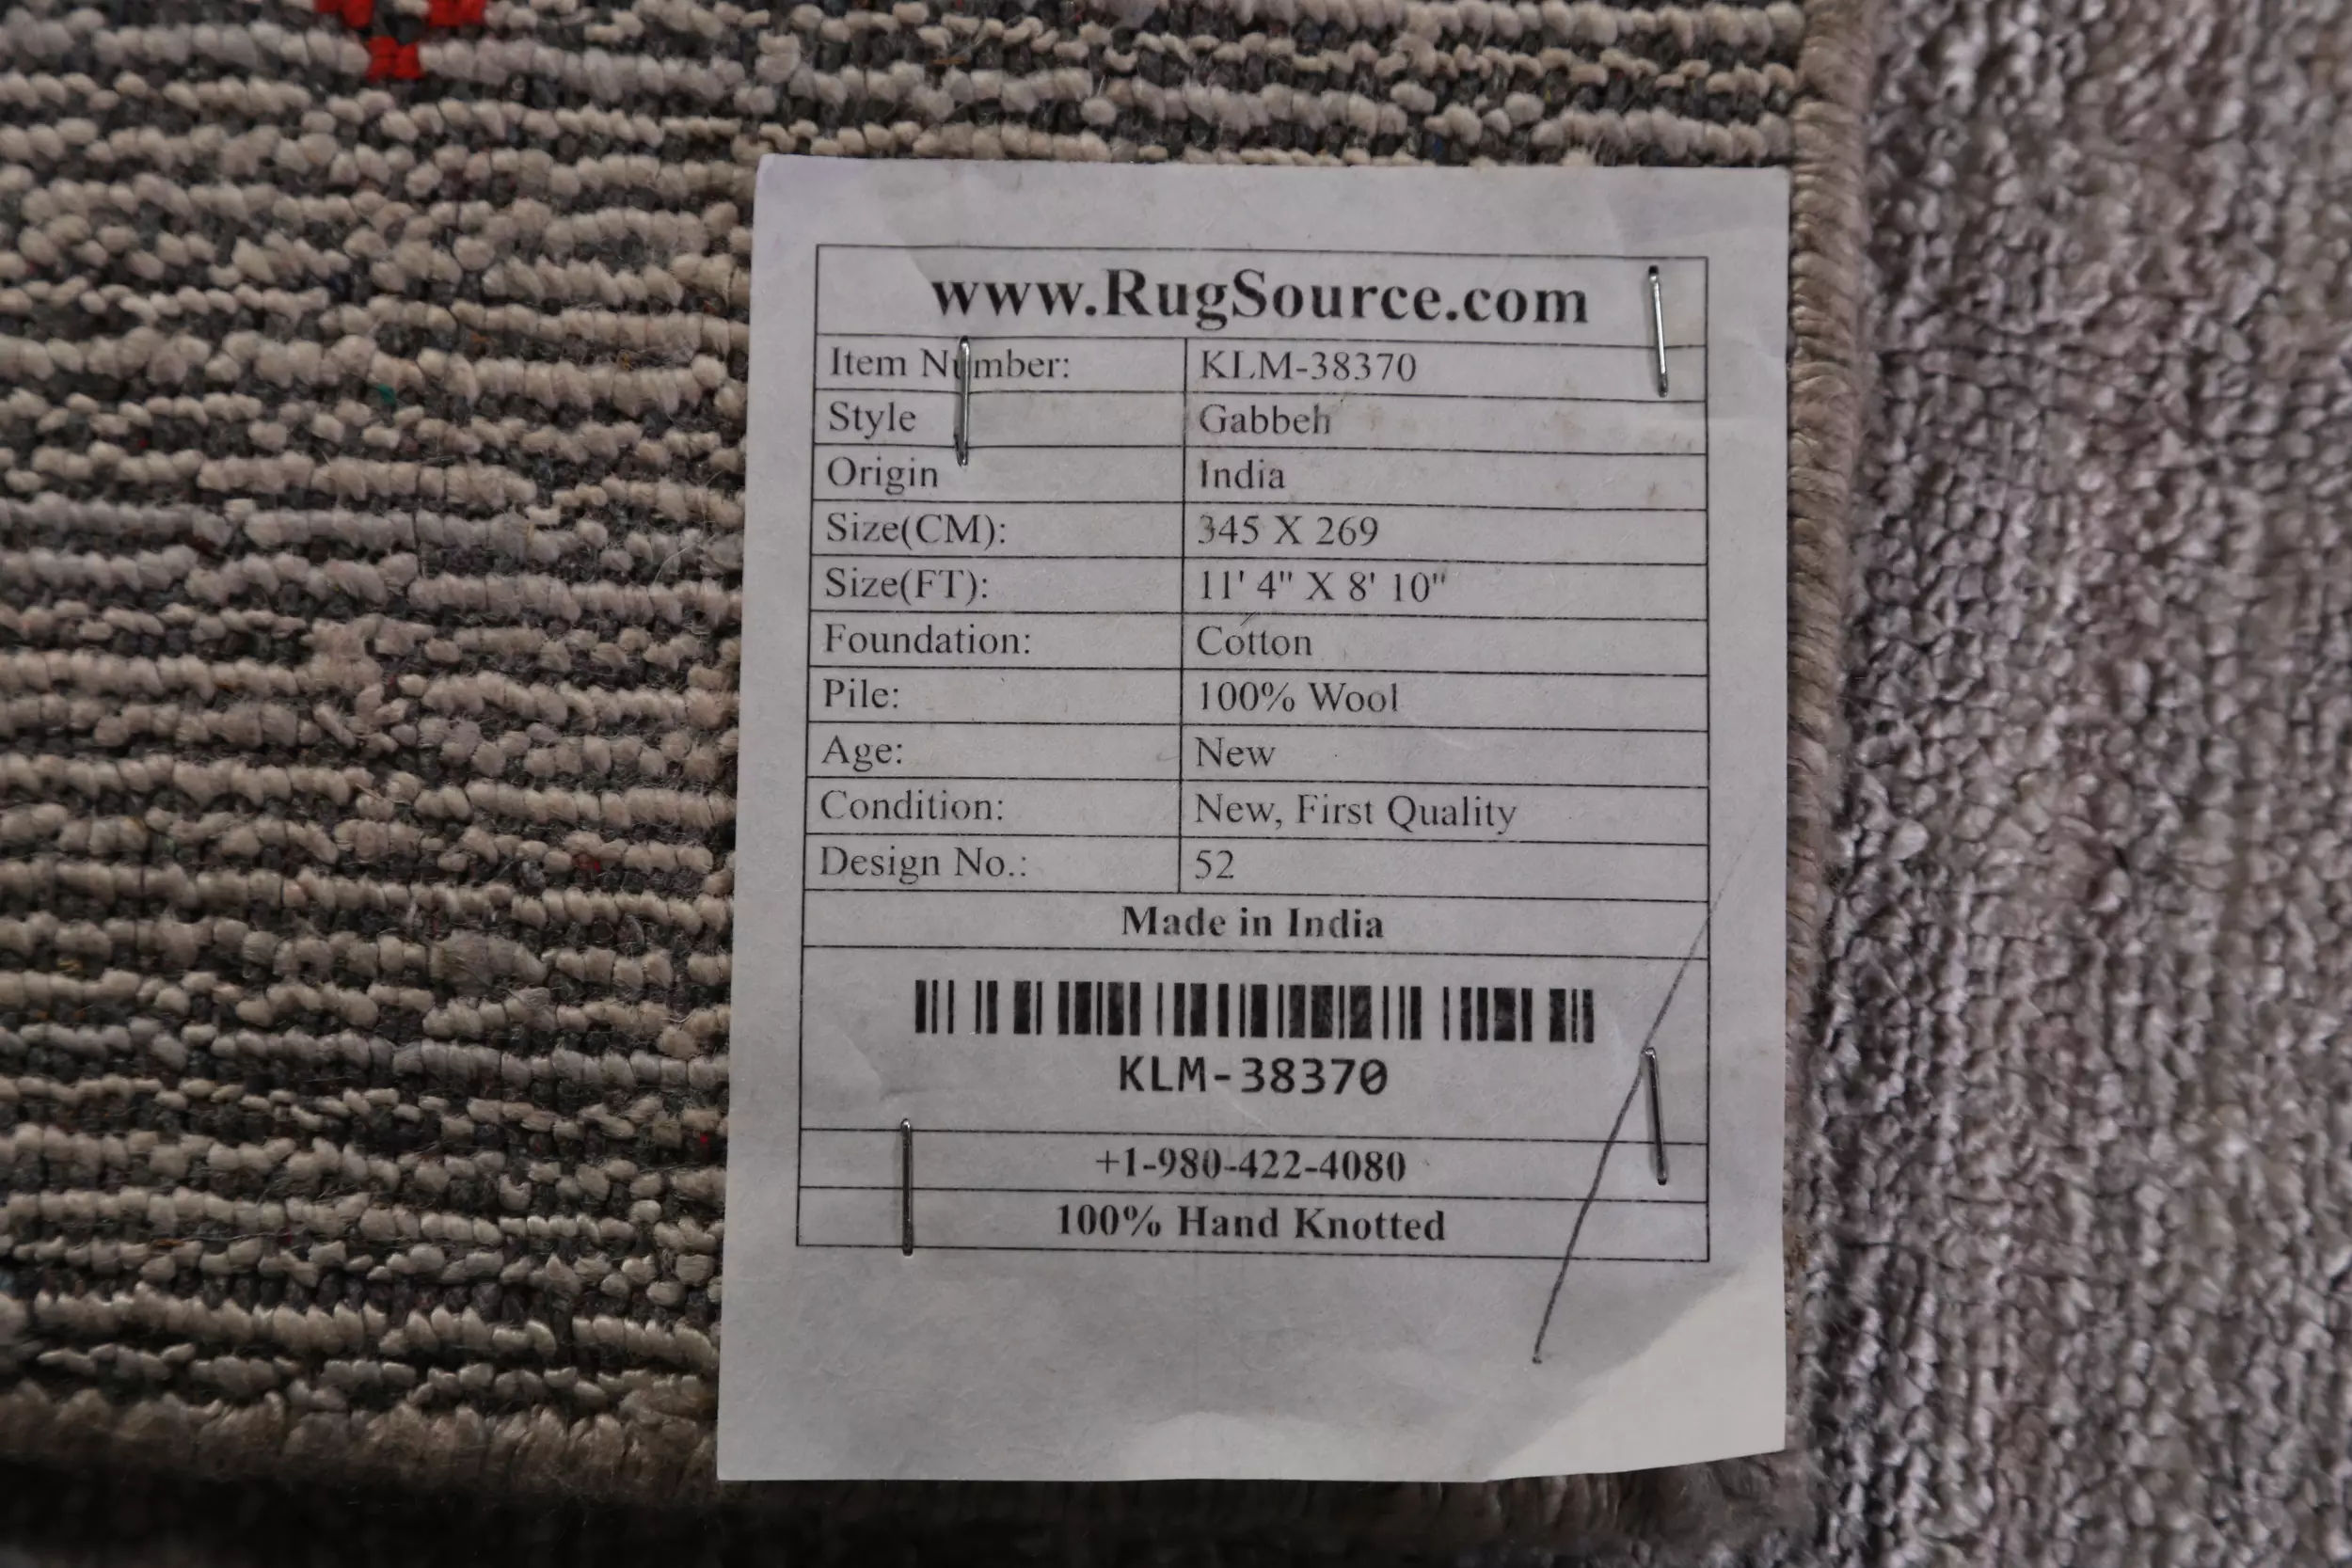 www.RugSource.com
Item Number: KLM-38370
Style Gabbeh
Origin India
Size(CM): 345 X 269
Size(FT): 11' 4" X 8' 10"
Foundation: Cotton
Pile: 100% Wool
Age: New
Condition: New, First Quality
Design No.: 52
Made in India
KLM-38370
+1-980-422-4080
100% Hand Knotted